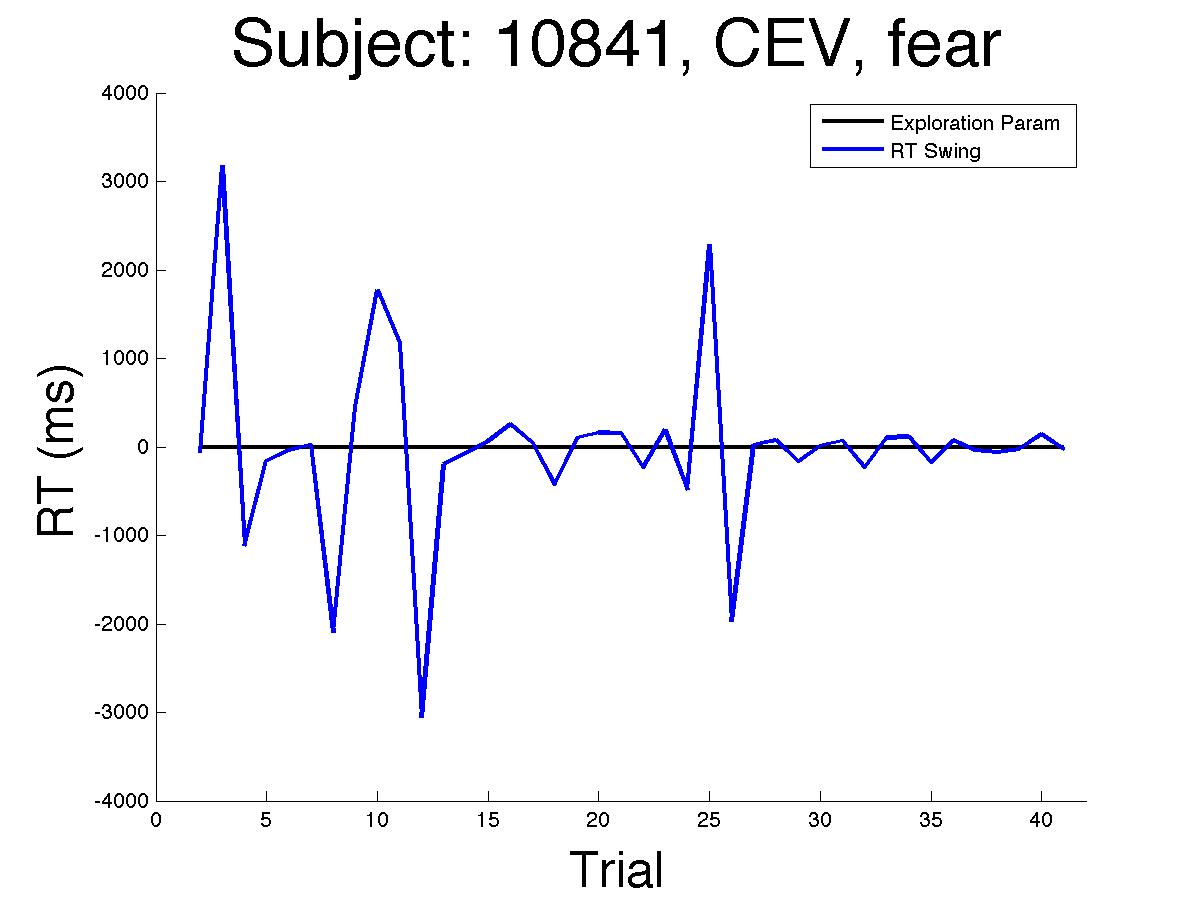 Subject: 10841, CEV, fear
4000
3000
2000
1000
0
-1000
-2000
-3000
-4000
RT (ms)
Exploration Param
RT Swing
0 5 10 15 20 25 30 35 40
Trial